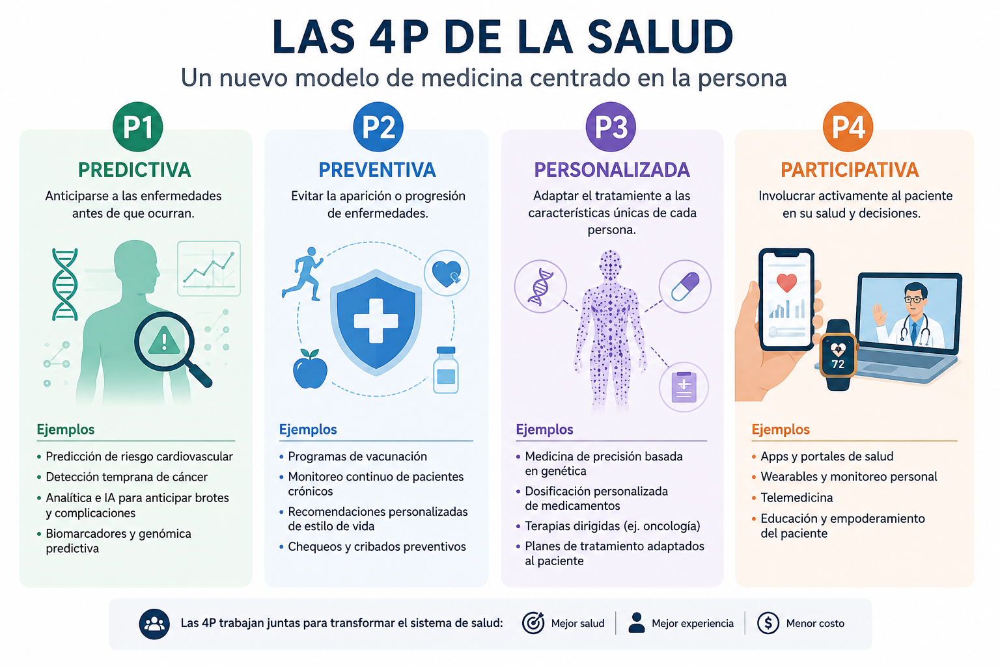 LAS 4P DE LA SALUD
Un nuevo modelo de medicina centrado en la persona
P1
PREDICTIVA
Anticiparse a las enfermedades
antes de que ocurran.
Ejemplos
• Predicción de riesgo cardiovascular
• Detección temprana de cáncer
• Analítica e IA para anticipar brotes
y complicaciones
• Biomarcadores y genómica
predictiva
P2
PREVENTIVA
Evitar la aparición o progresión
de enfermedades.
Ejemplos
• Programas de vacunación
• Monitoreo continuo de pacientes
crónicos
• Recomendaciones personalizadas
de estilo de vida
• Chequeos y cribados preventivos
P3
PERSONALIZADA
Adaptar el tratamiento a las
características únicas de cada
persona.
Ejemplos
• Medicina de precisión basada
en genética
• Dosificación personalizada
de medicamentos
• Terapias dirigidas (ej. oncología)
• Planes de tratamiento adaptados
al paciente
P4
PARTICIPATIVA
Involucrar activamente al paciente
en su salud y decisiones.
72
Ejemplos
• Apps y portales de salud
• Wearables y monitoreo personal
• Telemedicina
• Educación y empoderamiento
del paciente
Las 4P trabajan juntas para transformar el sistema de salud:
Mejor salud
Mejor experiencia
$
Menor costo